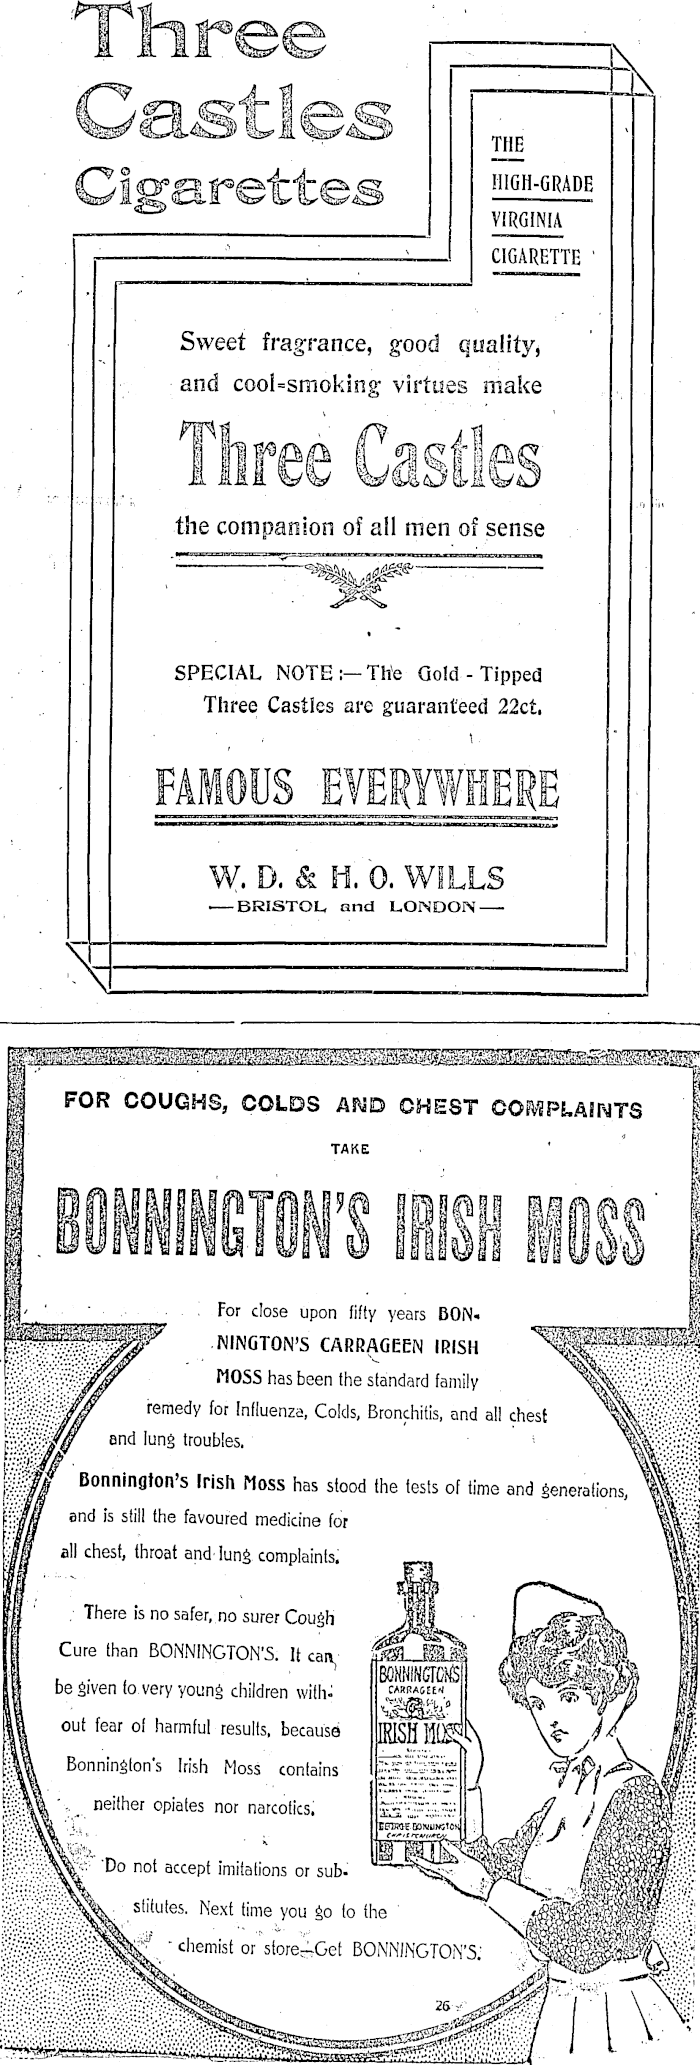 Three
Castles
Cigarettes
THE
HIGH-GRADE
VIRGINIA
CIGARETTE
Sweet fragrance, good quality,
and cool-smoking virtues make
Three Castles
the companion of all men of sense
SPECIAL NOTE:— The Gold - Tipped
Three Castles are guaranteed 22ct.
FAMOUS EVERYWHERE
W. D. & H. O. WILLS
—BRISTOL and LONDON—
FOR COUGHS, COLDS AND CHEST COMPLAINTS
TAKE
BONNINGTON'S IRISH MOSS
For close upon fifty years BON-
NINGTON'S CARRAGEEN IRISH
MOSS has been the standard family
remedy for Influenza, Colds, Bronchitis, and all chest
and lung troubles.
Bonnington's Irish Moss has stood the tests of time and generations,
and is still the favoured medicine for
all chest, throat and lung complaints.
There is no safer, no surer Cough
Cure than BONNINGTON'S. It can
be given to very young children with-
out fear of harmful results, because
Bonnington's Irish Moss contains
neither opiates nor narcotics.
Do not accept imitations or sub-
stitutes. Next time you go to the
chemist or store—Get BONNINGTON'S.
BONNINGTON'S
CARRAGEEN
IRISH MOSS
GEORGE BONNINGTON
CHRISTCHURCH
26